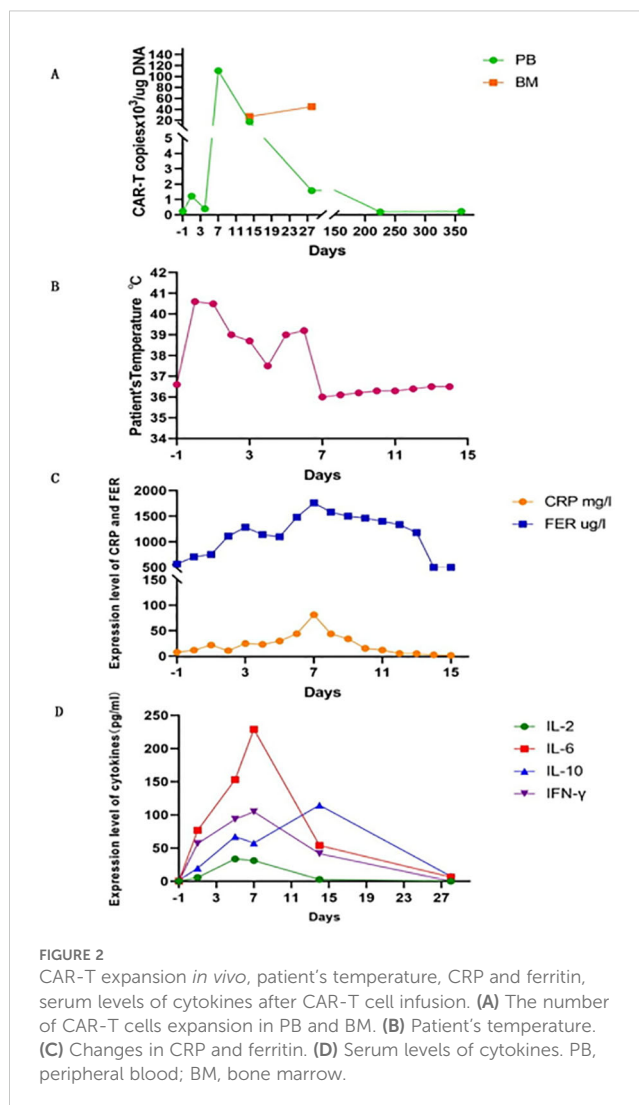 A
CAR-T copiesx10³/ug DNA
140
120
100
80
60
40
20
5
4
3
2
1
0
-1 3 7 11 15 19 23 27 150 200 250 300 350
Days
PB
BM
B
Patient'sTemperature °C
42
41
40
39
38
37
36
35
34
-1 3 7 11 15
Days
C
Expression level of CRP and FER
2000
1500
1000
500
150
100
50
0
-1 3 7 11 15
Days
CRP mg/l
FER ug/l
D
Expression level of cytokines(pg/ml)
250
200
150
100
50
0
-1 3 7 11 15 19 23 27
Days
IL-2
IL-6
IL-10
IFN-γ
FIGURE 2
CAR-T expansion in vivo, patient's temperature, CRP and ferritin,
serum levels of cytokines after CAR-T cell infusion. (A) The number
of CAR-T cells expansion in PB and BM. (B) Patient's temperature.
(C) Changes in CRP and ferritin. (D) Serum levels of cytokines. PB,
peripheral blood; BM, bone marrow.